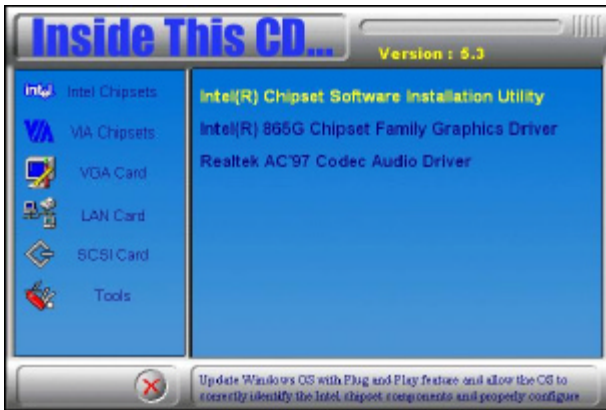 Inside This CD...
Version : 5.3
intel Intel Chipsets
VIA VIA Chipsets
VGA Card
LAN Card
SCSI Card
Tools
Intel(R) Chipset Software Installation Utility
Intel(R) 865G Chipset Family Graphics Driver
Realtek AC'97 Codec Audio Driver
Update Windows OS with Plug and Play feature and allow the OS to
correctly identify the Intel chipset components and properly configure